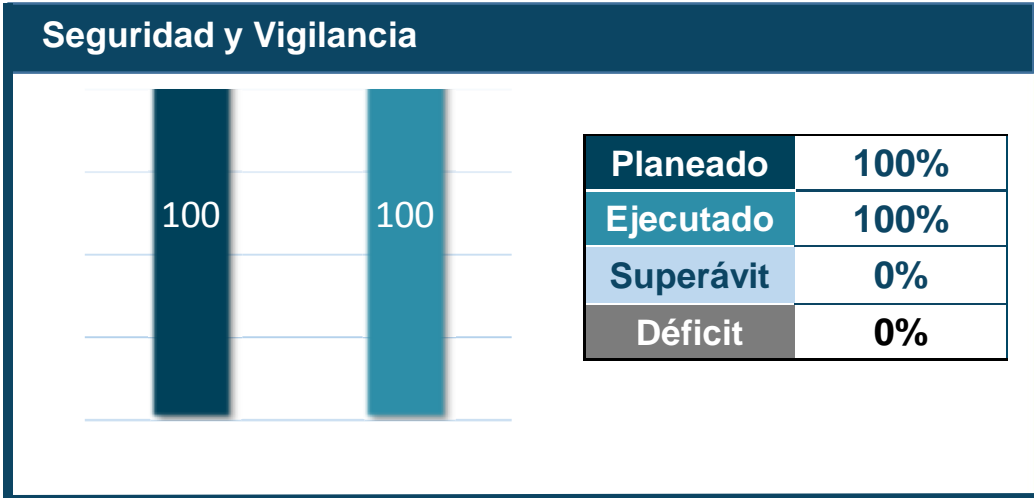 Seguridad y Vigilancia
100 100
Planeado 100%
Ejecutado 100%
Superávit 0%
Déficit 0%